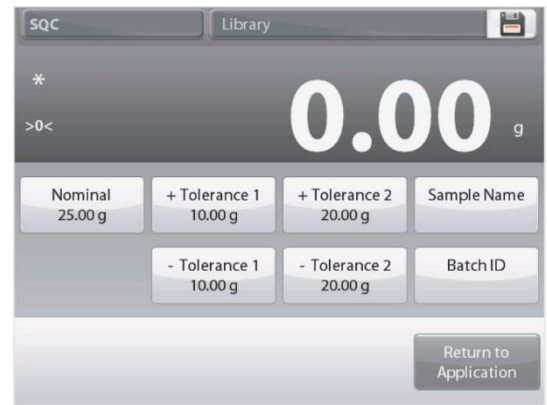 SQC
Library
*
>0<
0.00 g
Nominal
25.00 g
+ Tolerance 1
10.00 g
+ Tolerance 2
20.00 g
Sample Name
- Tolerance 1
10.00 g
- Tolerance 2
20.00 g
Batch ID
Return to
Application